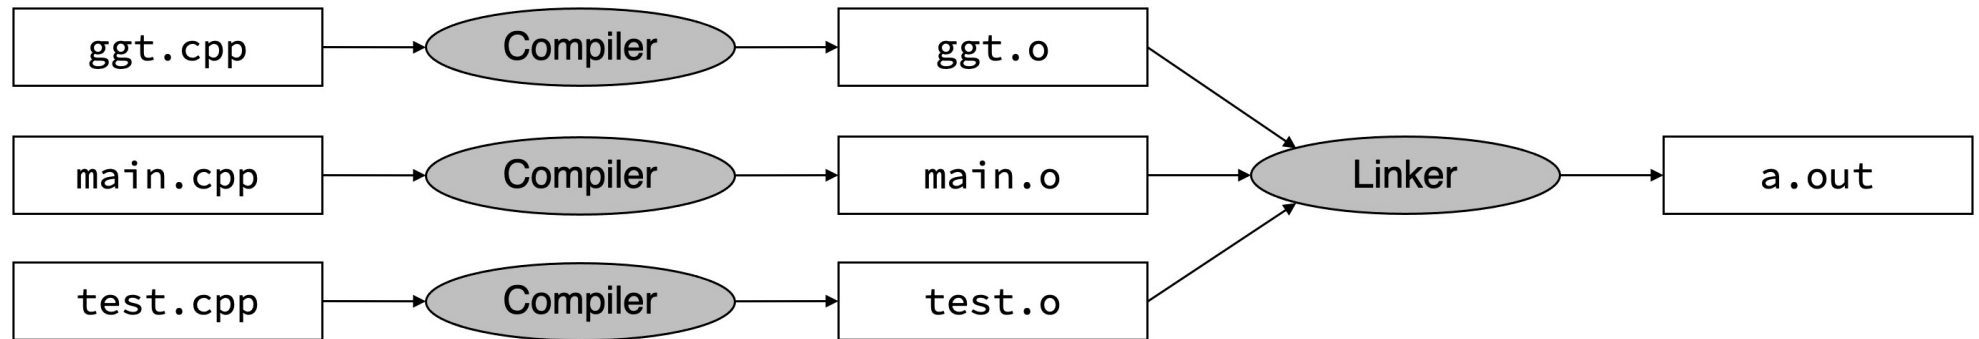 ggt.cpp Compiler ggt.o
main.cpp Compiler main.o Linker a.out
test.cpp Compiler test.o